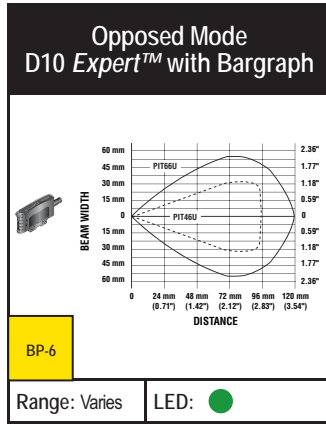 Opposed Mode
D10 Expert™ with Bargraph
60 mm
45 mm
30 mm
15 mm
0
15 mm
30 mm
45 mm
60 mm
BEAM WIDTH
PIT66U
PIT46U
2.36"
1.77"
1.18"
0.59"
0
0.59"
1.18"
1.77"
2.36"
0 24 mm 48 mm 72 mm 96 mm 120 mm
(0.71") (1.42") (2.12") (2.83") (3.54")
DISTANCE
BP-6
Range: Varies LED: